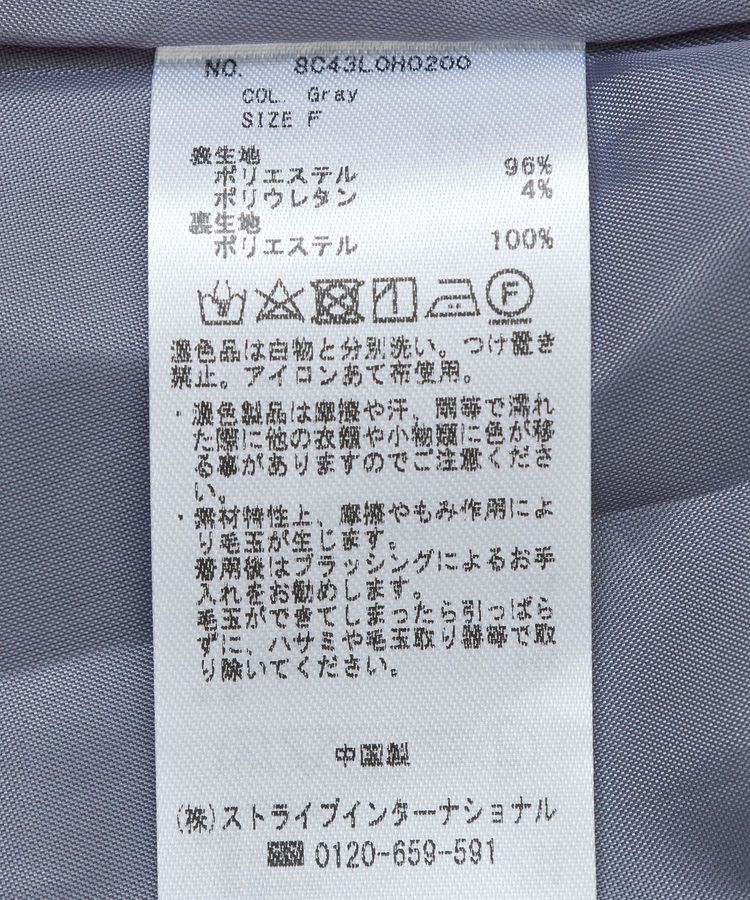 NO. 8C43L0H0200
COL. Gray
SIZE F
表生地
ポリエステル 96%
ポリウレタン 4%
裏生地
ポリエステル 100%
F
濃色品は白物と分別洗い。つけ置き
禁止。アイロンあて布使用。
・濃色製品は摩擦や汗、雨等で濡れ
た際に他の衣類や小物類に色が移
る事がありますのでご注意くださ
い。
・素材特性上、摩擦やもみ作用によ
り毛玉が生じます。
着用後はブラッシングによるお手
入れをお勧めします。
毛玉ができてしまったら引っぱら
ずに、ハサミや毛玉取り器等で取
り除いてください。
中国製
(株)ストライプインターナショナル
0120-659-591